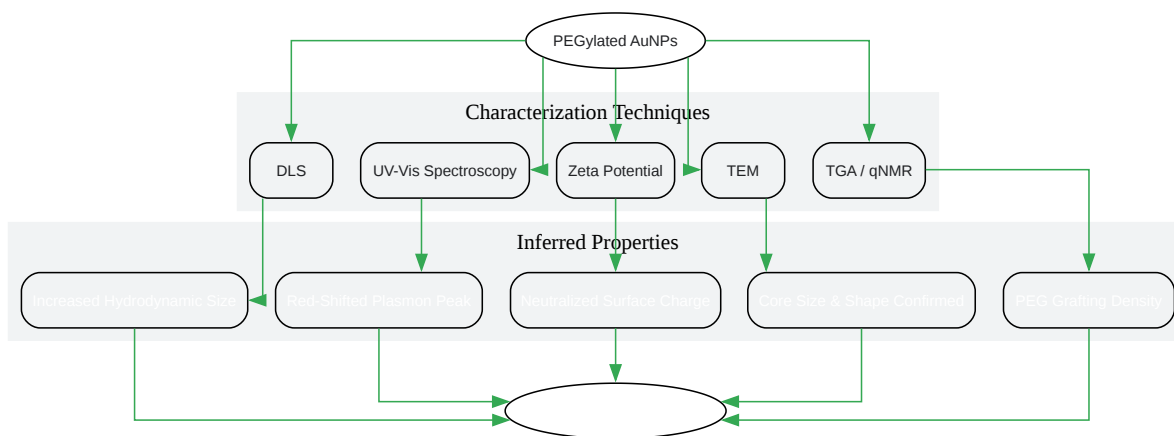 PEGylated AuNPs
Characterization Techniques
DLS
UV-Vis Spectroscopy
Zeta Potential
TEM
TGA / qNMR
Inferred Properties
Increased Hydrodynamic Size
Red-Shifted Plasmon Peak
Neutralized Surface Charge
Core Size & Shape Confirmed
PEG Grafting Density